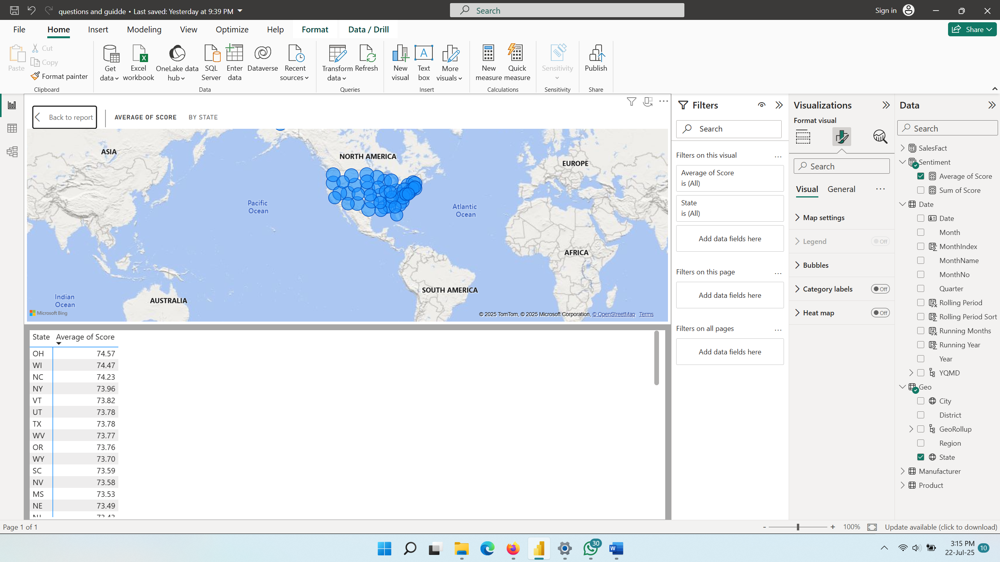 questions and guidde • Last saved: Yesterday at 9:39 PM
Search
Sign in
File
Home
Insert
Modeling
View
Optimize
Help
Format
Data / Drill
Share
Paste
Cut
Copy
Format painter
Clipboard
Get data
Excel workbook
OneLake data hub
SQL Server
Enter data
Dataverse
Recent sources
Data
Transform data
Refresh
Queries
New visual
Text box
More visuals
Insert
New measure
Quick measure
Calculations
Sensitivity
Sensitivity
Publish
Share
Back to report
AVERAGE OF SCORE BY STATE
ASIA
NORTH AMERICA
EUROPE
Pacific
Ocean
Atlantic
Ocean
AFRICA
SOUTH AMERICA
Indian
Ocean
AUSTRALIA
Microsoft Bing
© 2025 TomTom, © 2025 Microsoft Corporation, © OpenStreetMap Terms
State Average of Score
OH 74.57
WI 74.47
NC 74.23
NY 73.96
VT 73.82
UT 73.78
TX 73.78
WV 73.77
OR 73.76
WY 73.70
SC 73.59
NV 73.58
MS 73.53
NE 73.49
Filters
Search
Filters on this visual
Average of Score
is (All)
State
is (All)
Add data fields here
Filters on this page
Add data fields here
Filters on all pages
Add data fields here
Visualizations
Format visual
Search
Visual
General
Map settings
Legend Off
Bubbles
Category labels Off
Heat map Off
Data
Search
SalesFact
Sentiment
Average of Score
Sum of Score
Date
Date
Month
MonthIndex
MonthName
MonthNo
Quarter
Rolling Period
Rolling Period Sort
Running Months
Running Year
Year
YQMD
Geo
City
District
GeoRollup
Region
State
Manufacturer
Product
Page 1 of 1
- + 100%
Update available (click to download)
30
3:15 PM
22-Jul-25
10